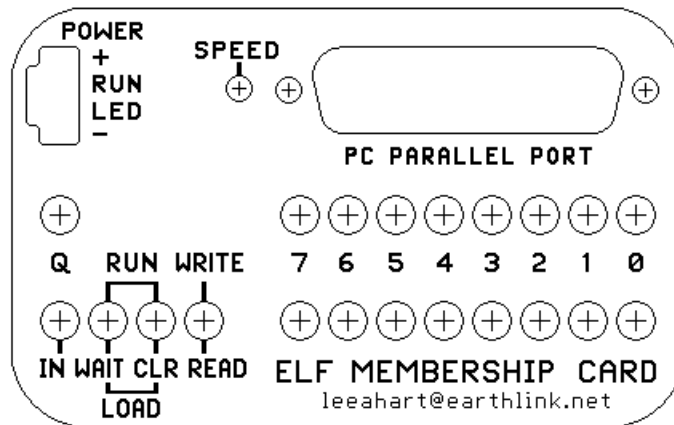 POWER
+
RUN
LED
-
SPEED
PC PARALLEL PORT
Q RUN WRITE 7 6 5 4 3 2 1 0
IN WAIT CLR READ ELF MEMBERSHIP CARD
LOAD leeahart@earthlink.net